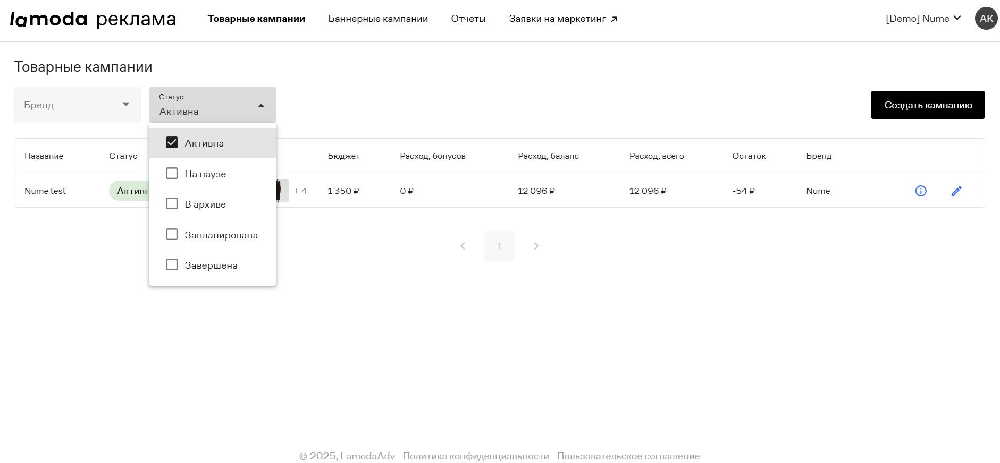 lamoda реклама
Товарные кампании
Баннерные кампании
Отчеты
Заявки на маркетинг
[Demo] Nume
AK
Товарные кампании
Бренд
Статус
Активна
Создать кампанию
Активна
На паузе
В архиве
Запланирована
Завершена
Название
Статус
Бюджет
Расход, бонусов
Расход, баланс
Расход, всего
Остаток
Бренд
Nume test
Активн
+ 4
1 350 ₽
0 ₽
12 096 ₽
12 096 ₽
-54 ₽
Nume
1
© 2025, LamodaAdv
Политика конфиденциальности
Пользовательское соглашение